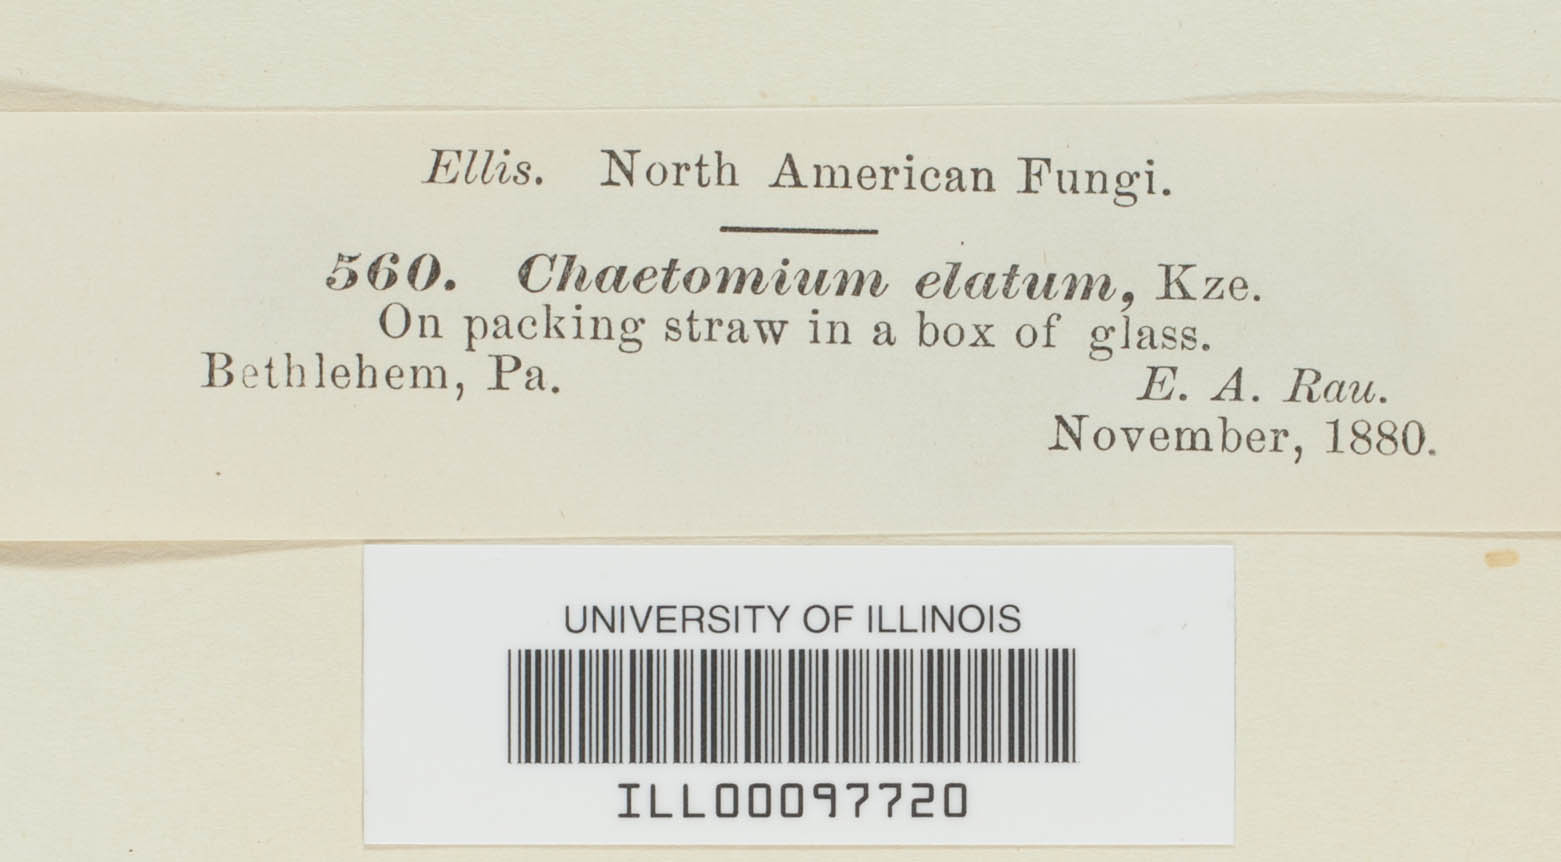 Ellis. North American Fungi.
560. Chaetomium elatum, Kze.
On packing straw in a box of glass.
Bethlehem, Pa.
E. A. Rau.
November, 1880.
UNIVERSITY OF ILLINOIS
ILL00097720